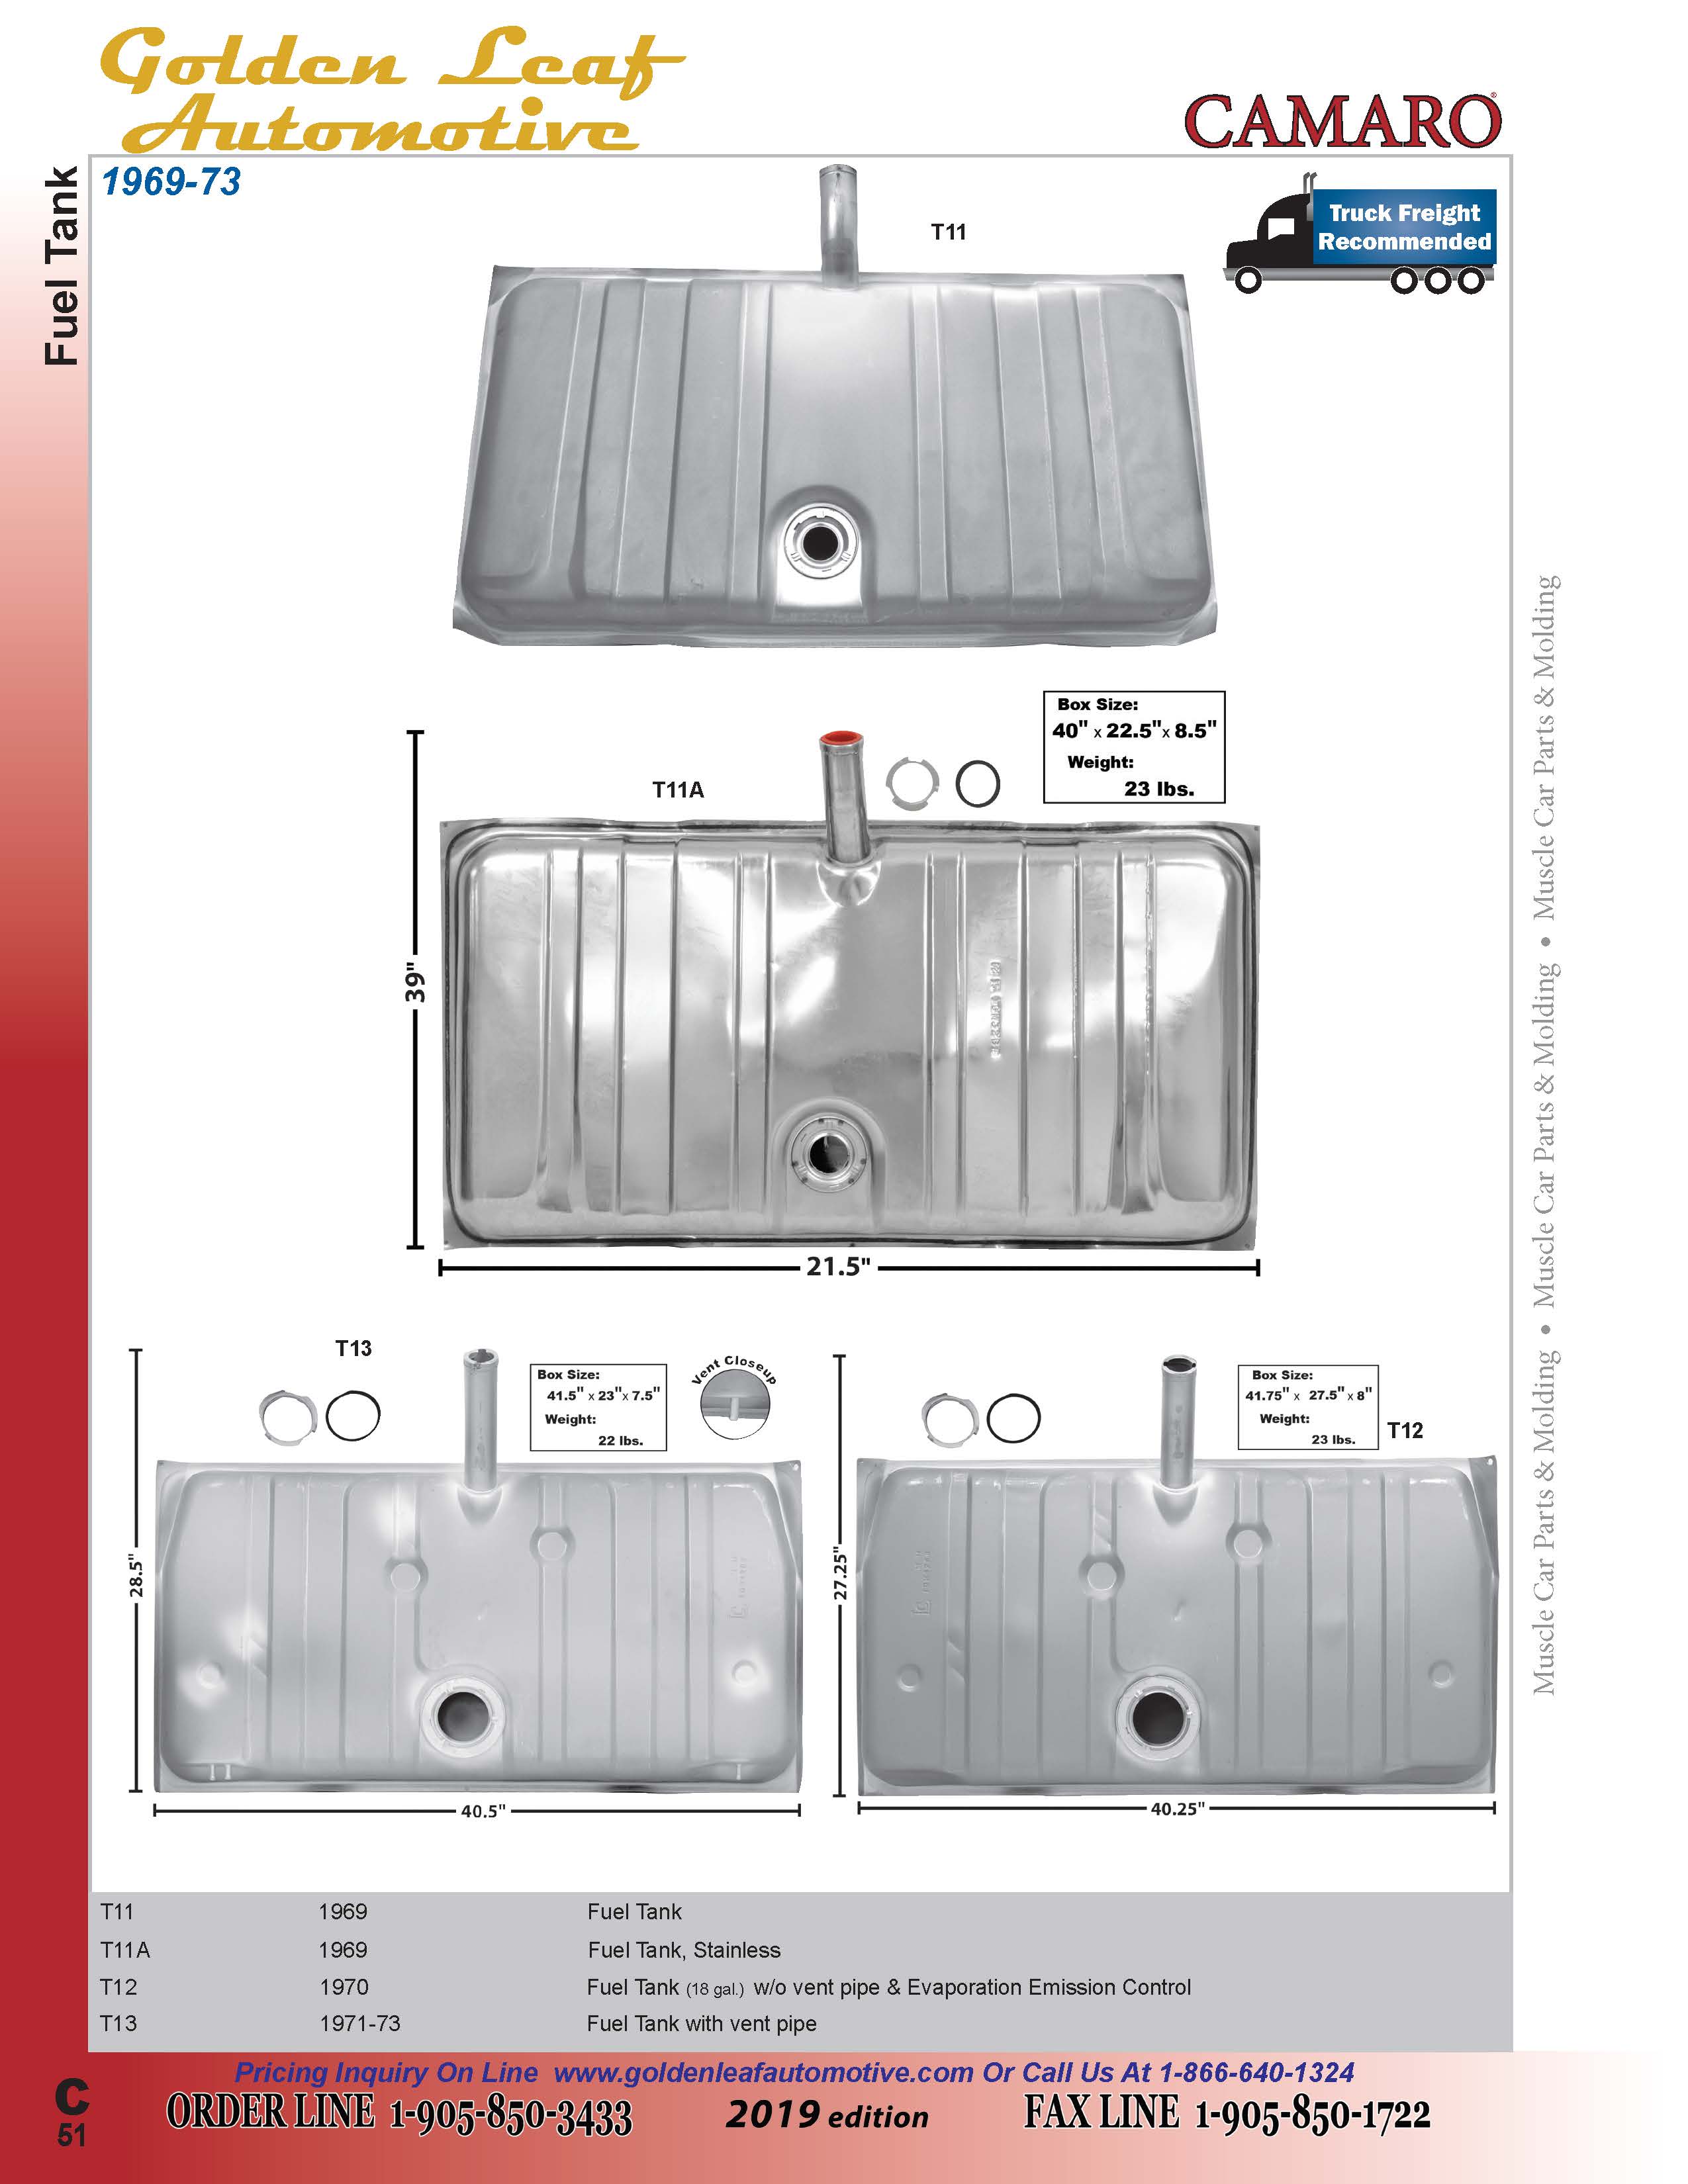 Golden Leaf
Automotive
CAMARO®
Fuel Tank
1969-73
T11
Truck Freight
Recommended
Box Size:
40" x 22.5" x 8.5"
Weight:
23 lbs.
T11A
39"
21.5"
T13
Box Size:
41.5" x 23" x 7.5"
Weight:
22 lbs.
Vent Closeup
28.5"
40.5"
Box Size:
41.75" x 27.5" x 8"
Weight:
23 lbs.
T12
27.25"
40.25"
T11 1969 Fuel Tank
T11A 1969 Fuel Tank, Stainless
T12 1970 Fuel Tank (18 gal.) w/o vent pipe & Evaporation Emission Control
T13 1971-73 Fuel Tank with vent pipe
Muscle Car Parts & Molding • Muscle Car Parts & Molding • Muscle Car Parts & Molding
Pricing Inquiry On Line www.goldenleafautomotive.com Or Call Us At 1-866-640-1324
C
51
ORDER LINE 1-905-850-3433
2019 edition
FAX LINE 1-905-850-1722